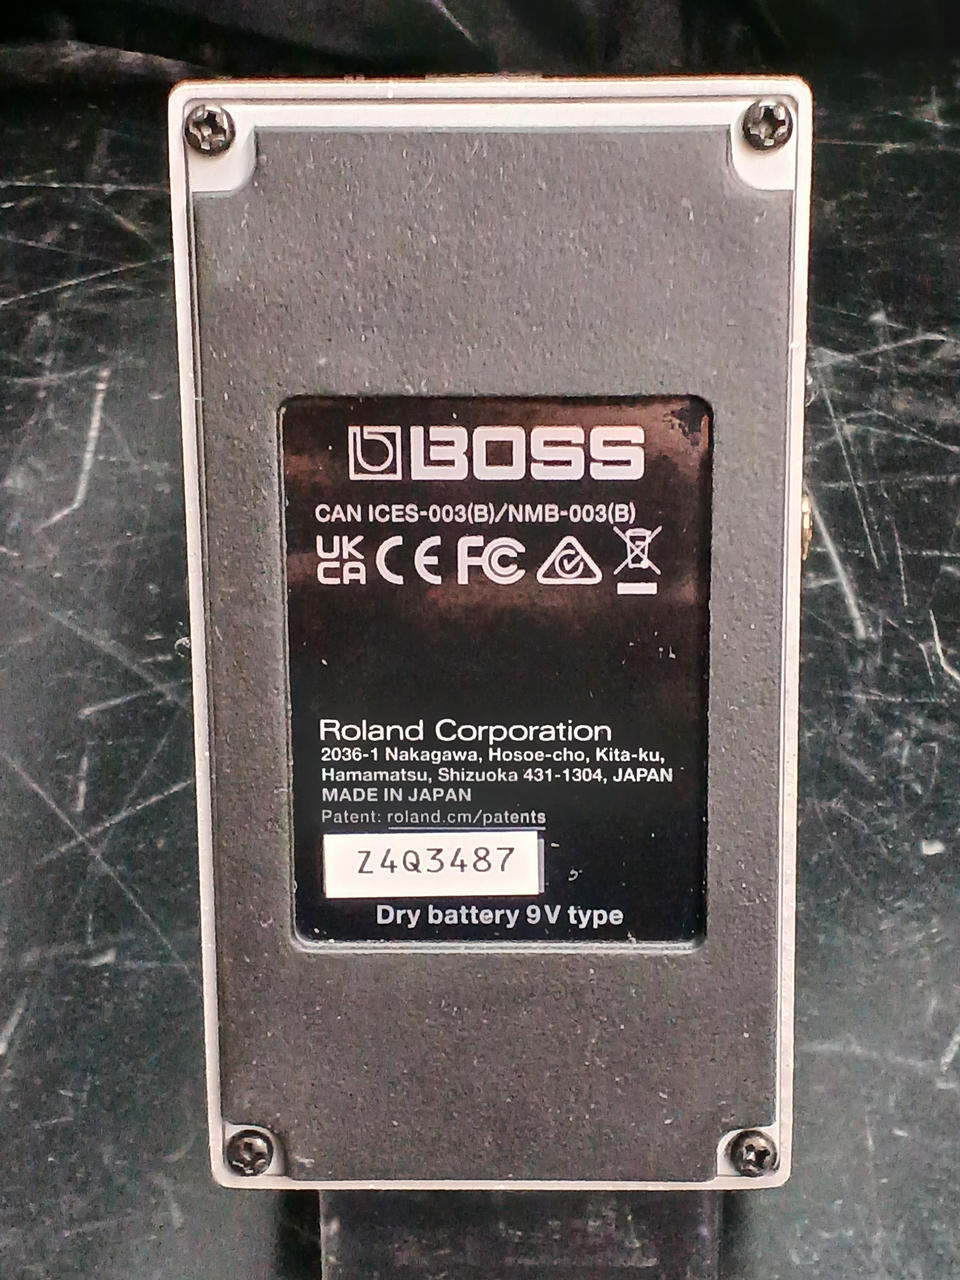 BOSS
CAN ICES-003(B)/NMB-003(B)
UK
CA CE FC
Roland Corporation
2036-1 Nakagawa, Hosoe-cho, Kita-ku,
Hamamatsu, Shizuoka 431-1304, JAPAN
MADE IN JAPAN
Patent: roland.cm/patents
Z4Q3487
Dry battery 9V type